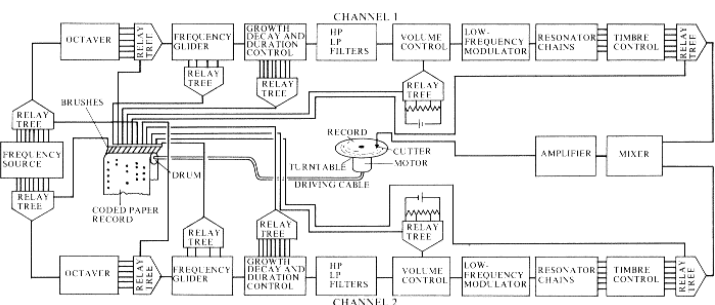 CHANNEL 1
OCTAVER
RELAY
TREE
FREQUENCY
GLIDER
GROWTH
DECAY AND
DURATION
CONTROL
HP
LP
FILTERS
VOLUME
CONTROL
LOW-
FREQUENCY
MODULATOR
RESONATOR
CHAINS
TIMBRE
CONTROL
RELAY
TREE
RELAY
TREE
RELAY
TREE
RELAY
TREE
BRUSHES
RELAY
TREE
FREQUENCY
SOURCE
RELAY
TREE
CODED PAPER
RECORD
DRUM
RECORD
CUTTER
MOTOR
TURNTABLE
DRIVING CABLE
AMPLIFIER
MIXER
RELAY
TREE
RELAY
TREE
RELAY
TREE
OCTAVER
RELAY
TREE
FREQUENCY
GLIDER
GROWTH
DECAY AND
DURATION
CONTROL
HP
LP
FILTERS
VOLUME
CONTROL
LOW-
FREQUENCY
MODULATOR
RESONATOR
CHAINS
TIMBRE
CONTROL
RELAY
TREE
CHANNEL 2